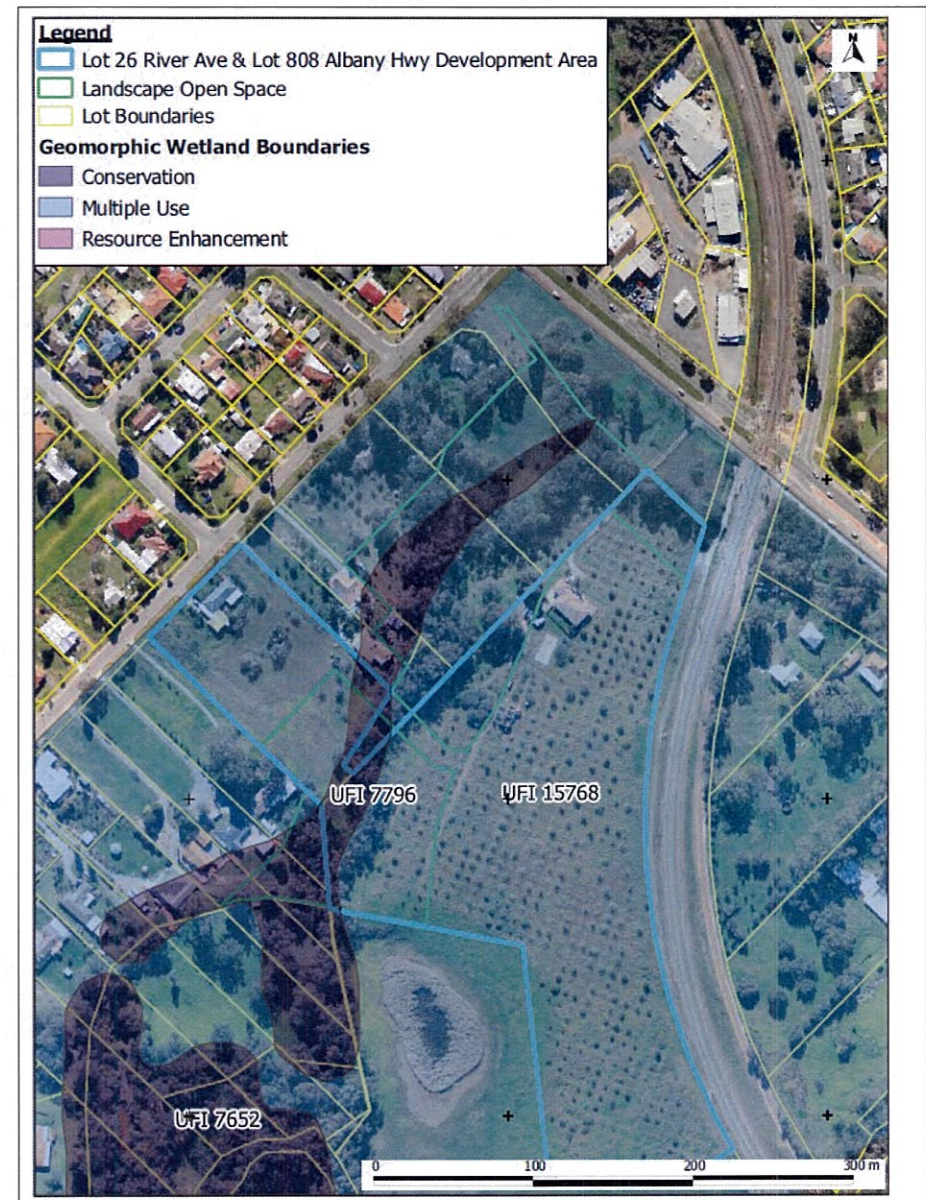 Legend
Lot 26 River Ave & Lot 808 Albany Hwy Development Area
Landscape Open Space
Lot Boundaries
Geomorphic Wetland Boundaries
Conservation
Multiple Use
Resource Enhancement
N
UFI 7796
UFI 15768
UFI 7652
0 100 200 300 m